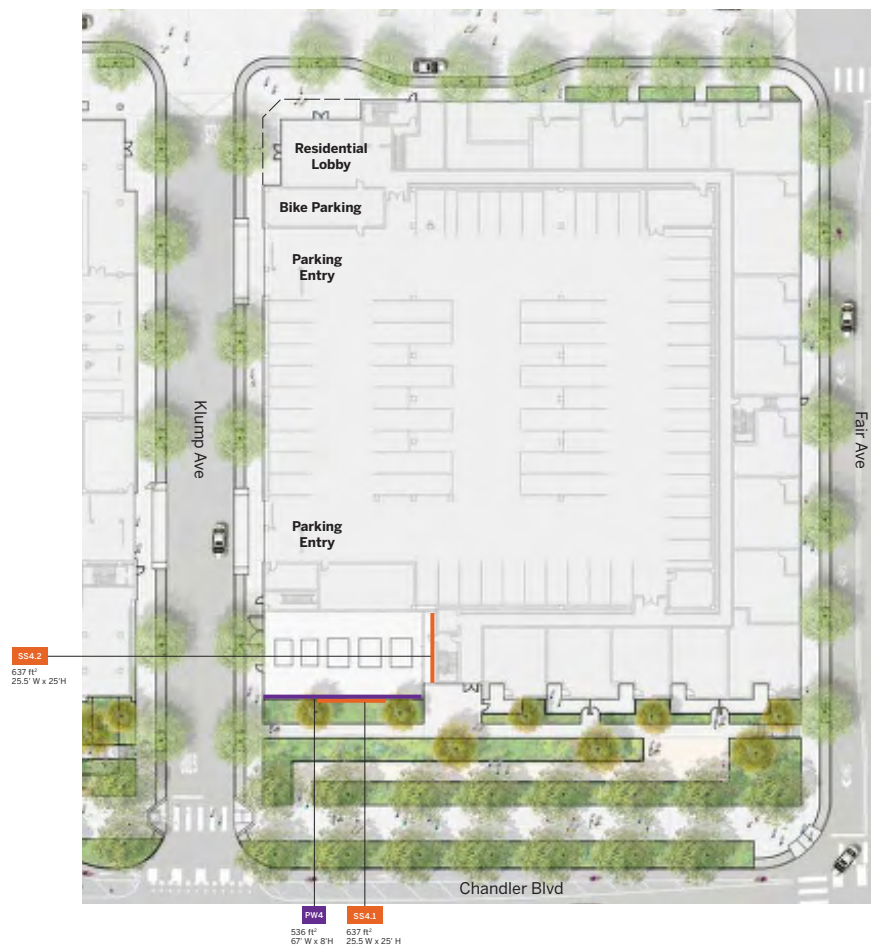 Residential
Lobby
Bike Parking
Parking
Entry
Klump Ave
Fair Ave
Parking
Entry
SS4.2
637 ft²
25.5' W x 25'H
Chandler Blvd
PW4
536 ft²
67' W x 8'H
SS4.1
637 ft²
25.5 W x 25' H